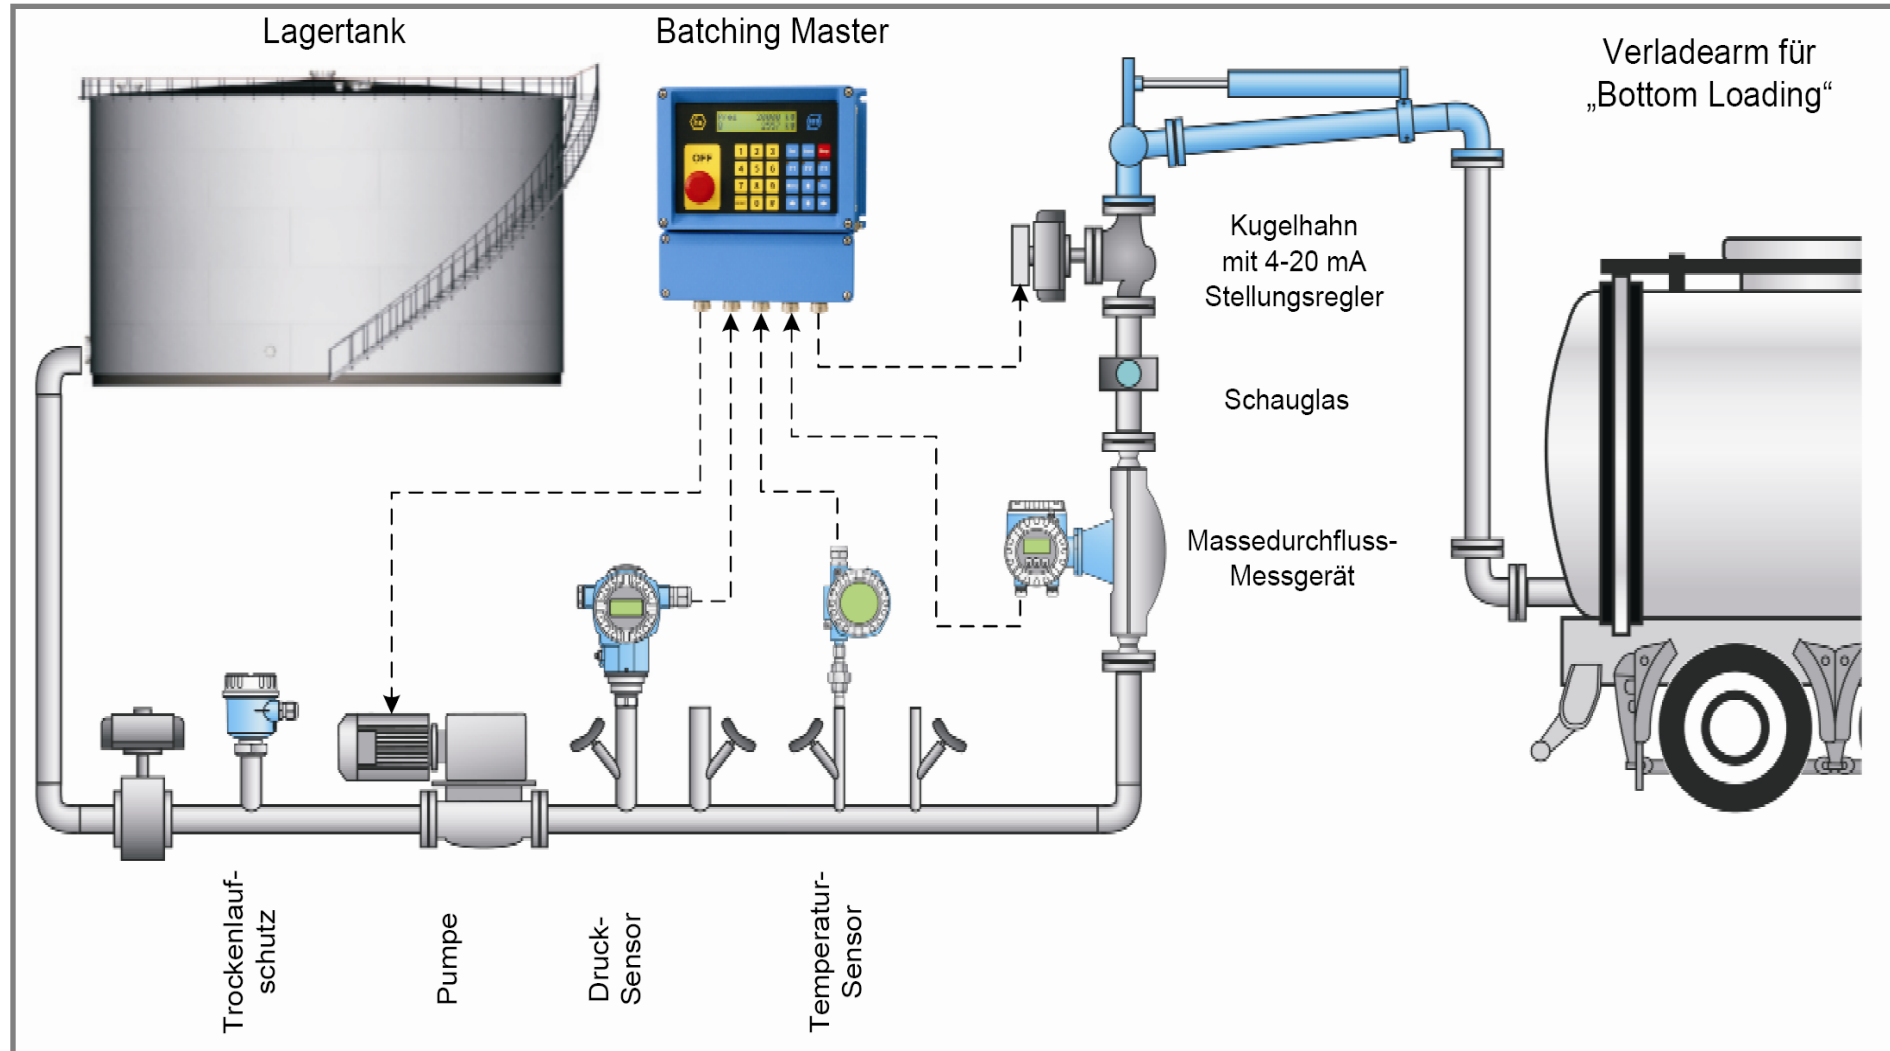 Lagertank
Batching Master
Verladearm für
„Bottom Loading“
OFF
1 2 3
4 5 6
7 8 9
0
Kugelhahn
mit 4-20 mA
Stellungsregler
Schauglas
Massedurchfluss-
Messgerät
Trockenlauf-
schutz
Pumpe
Druck-
Sensor
Temperatur-
Sensor